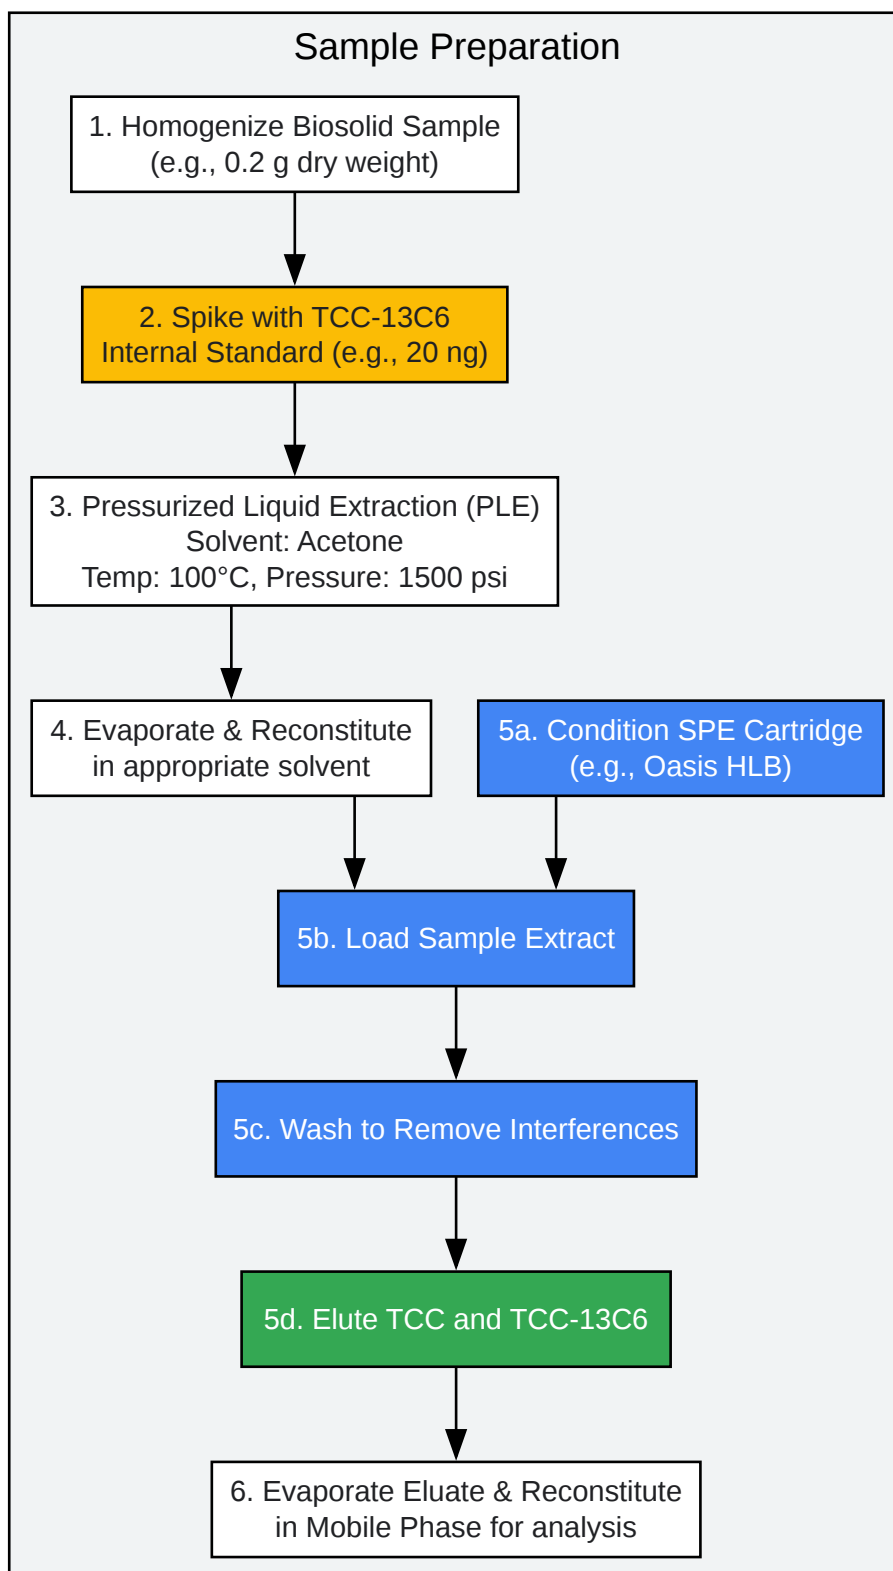 Sample Preparation
1. Homogenize Biosolid Sample
(e.g., 0.2 g dry weight)
2. Spike with TCC-13C6
Internal Standard (e.g., 20 ng)
3. Pressurized Liquid Extraction (PLE)
Solvent: Acetone
Temp: 100°C, Pressure: 1500 psi
4. Evaporate & Reconstitute
in appropriate solvent
5a. Condition SPE Cartridge
(e.g., Oasis HLB)
5b. Load Sample Extract
5c. Wash to Remove Interferences
5d. Elute TCC and TCC-13C6
6. Evaporate Eluate & Reconstitute
in Mobile Phase for analysis